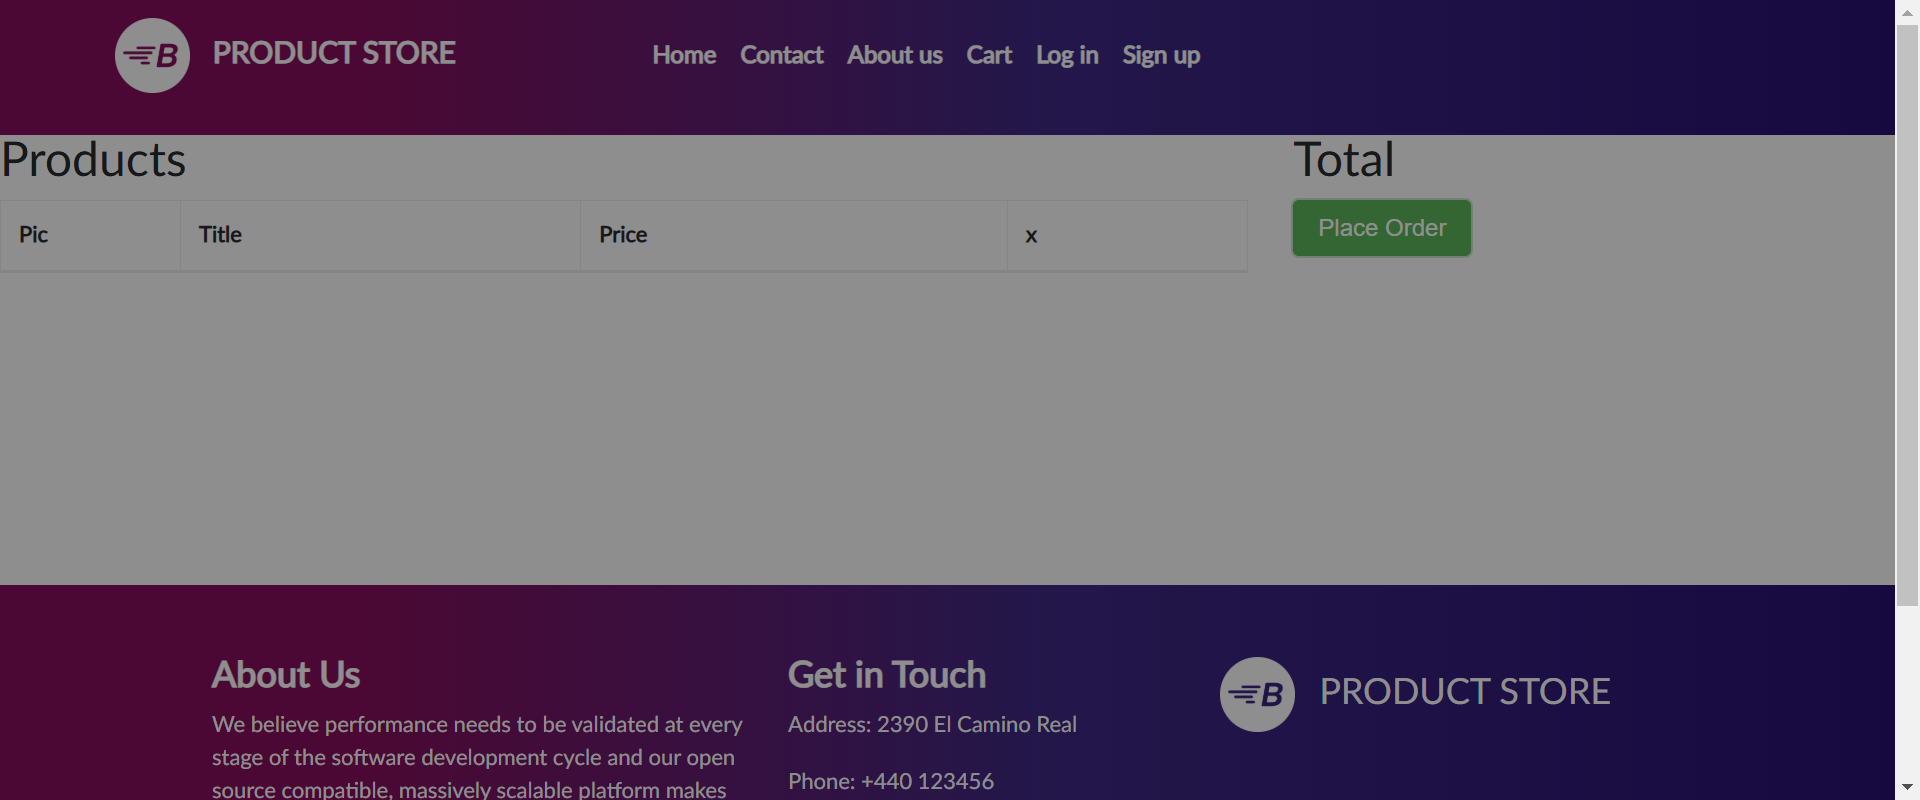 B PRODUCT STORE
Home Contact About us Cart Log in Sign up
Products
Total
Pic Title Price x
Place Order
About Us
We believe performance needs to be validated at every
stage of the software development cycle and our open
source compatible, massively scalable platform makes
Get in Touch
Address: 2390 El Camino Real
Phone: +440 123456
B PRODUCT STORE